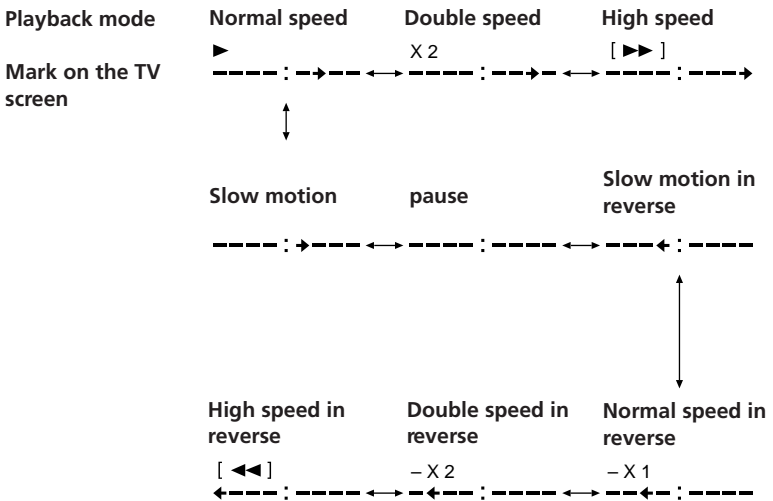 Playback mode Normal speed Double speed High speed
► X 2 [ ►► ]
Mark on the TV
screen
Slow motion pause Slow motion in
reverse
High speed in Double speed in Normal speed in
reverse reverse reverse
[ ◄◄ ] – X 2 – X 1